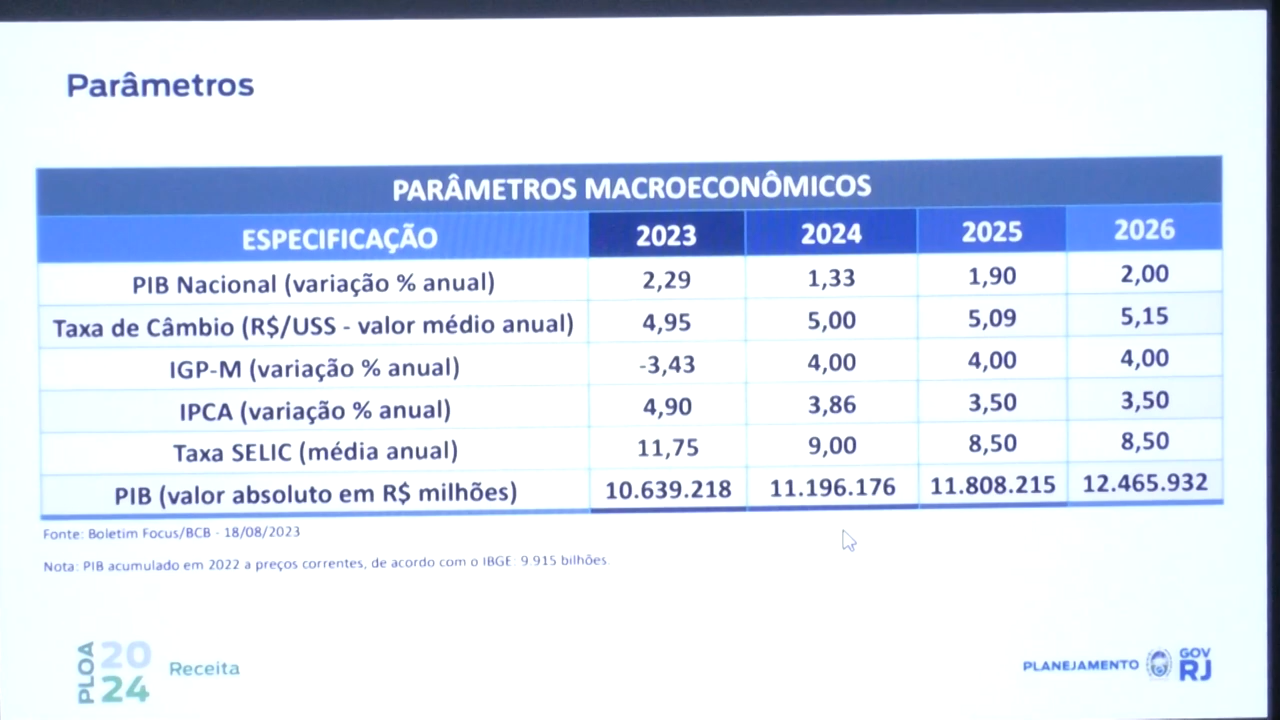 Parâmetros
PARÂMETROS MACROECONÔMICOS
ESPECIFICAÇÃO 2023 2024 2025 2026
PIB Nacional (variação % anual) 2,29 1,33 1,90 2,00
Taxa de Câmbio (R$/USS - valor médio anual) 4,95 5,00 5,09 5,15
IGP-M (variação % anual) -3,43 4,00 4,00 4,00
IPCA (variação % anual) 4,90 3,86 3,50 3,50
Taxa SELIC (média anual) 11,75 9,00 8,50 8,50
PIB (valor absoluto em R$ milhões) 10.639.218 11.196.176 11.808.215 12.465.932
Fonte: Boletim Focus/BCB - 18/08/2023
Nota: PIB acumulado em 2022 a preços correntes, de acordo com o IBGE: 9.915 bilhões.
PLOA 2024 Receita
PLANEJAMENTO GOV RJ